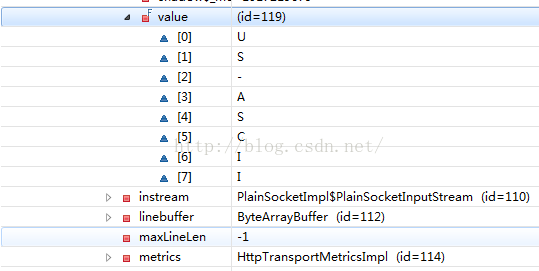 value (id=119)
[0] U
[1] S
[2] -
[3] A
[4] S
[5] C
[6] I
[7] I
http://blog.csdn.net/
instream PlainSocketImpl$PlainSocketInputStream (id=110)
linebuffer ByteArrayBuffer (id=112)
maxLineLen -1
metrics HttpTransportMetricsImpl (id=114)